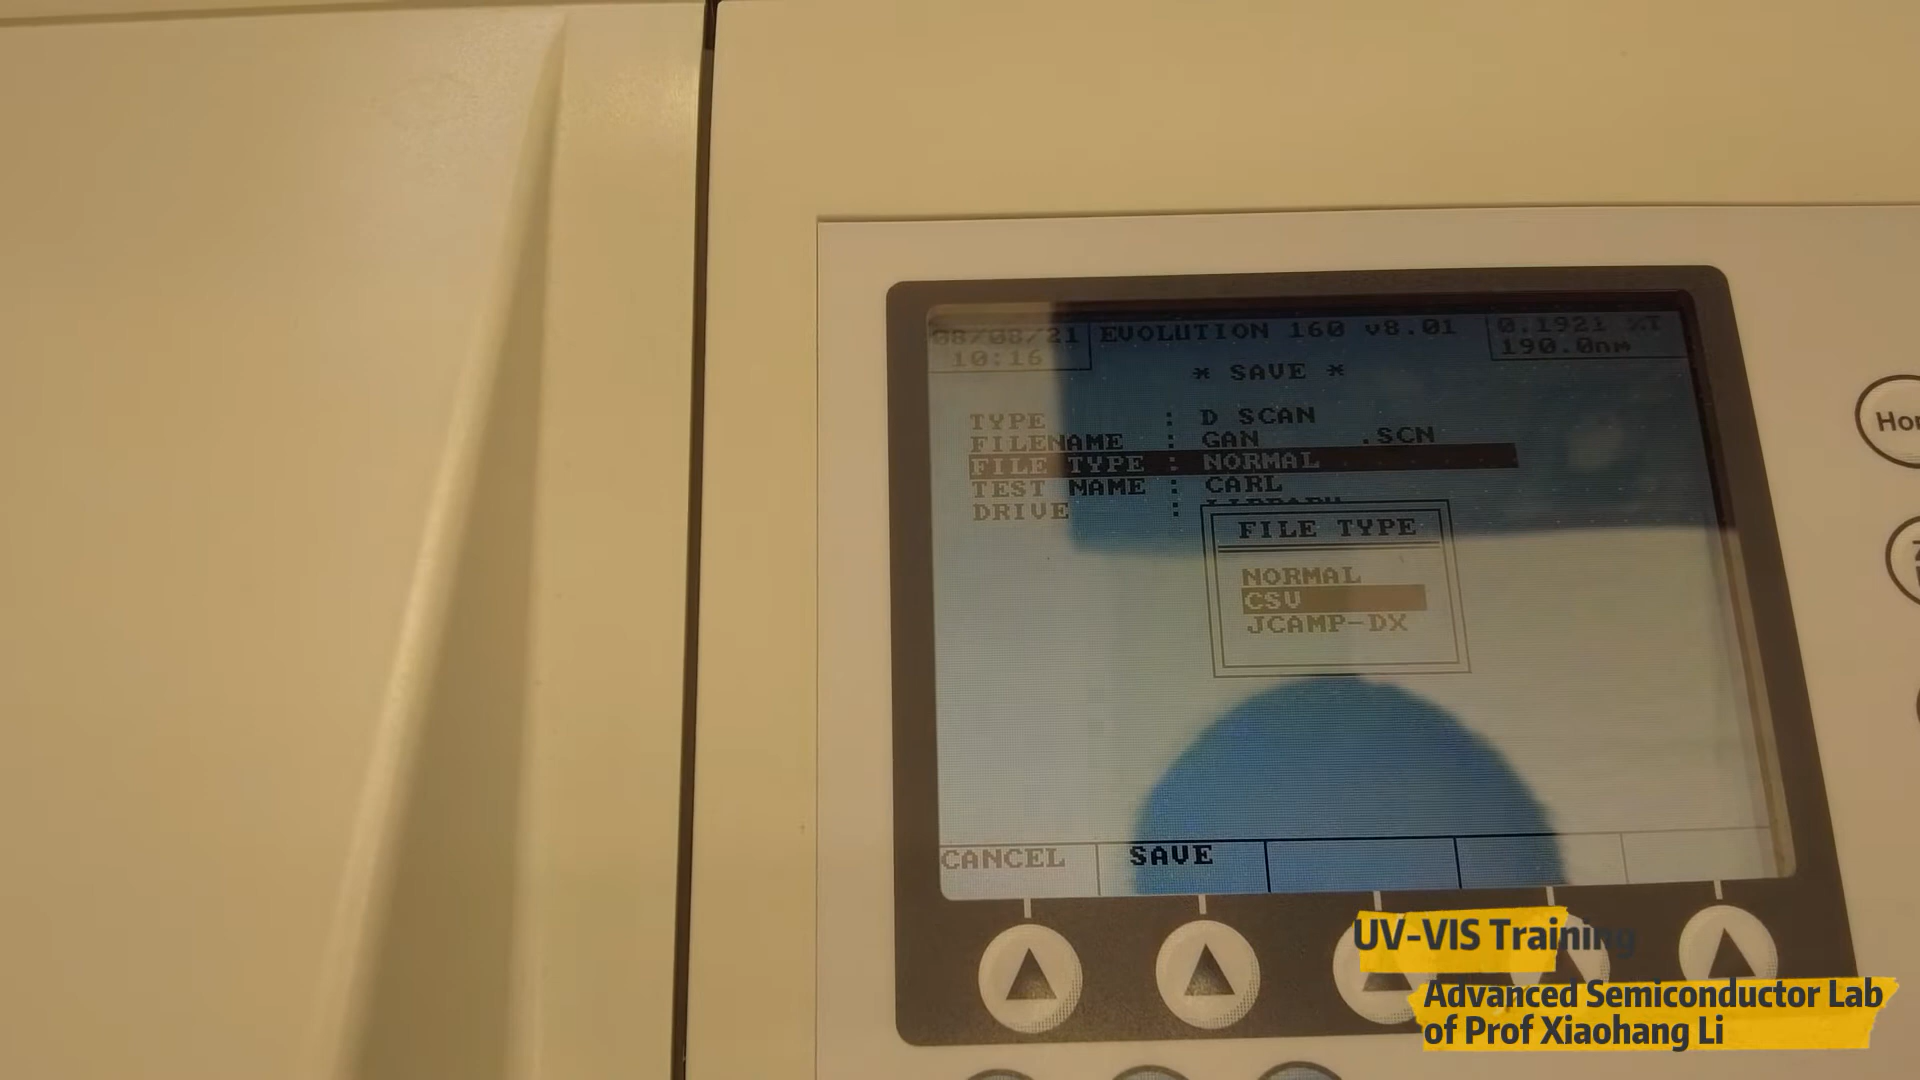 08/08/21 EVOLUTION 160 v8.01 0.1921 %T
10:16 190.0nm
* SAVE *
TYPE : D SCAN
FILENAME : GAN .SCN
FILE TYPE : NORMAL
TEST NAME : CARL
DRIVE : LIBRARY
FILE TYPE
NORMAL
CSV
JCAMP-DX
CANCEL SAVE
UV-VIS Training
Advanced Semiconductor Lab
of Prof Xiaohang Li